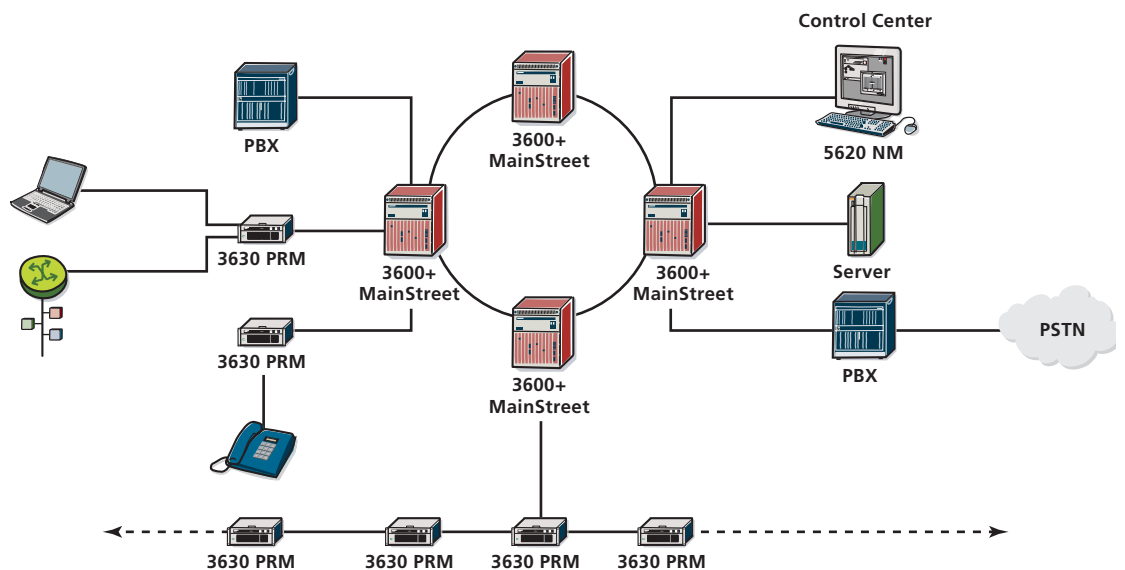 Control Center
3600+
MainStreet
PBX
5620 NM
3630 PRM
3600+
MainStreet
3600+
MainStreet
Server
3630 PRM
3600+
MainStreet
PBX
PSTN
3630 PRM
3630 PRM
3630 PRM
3630 PRM